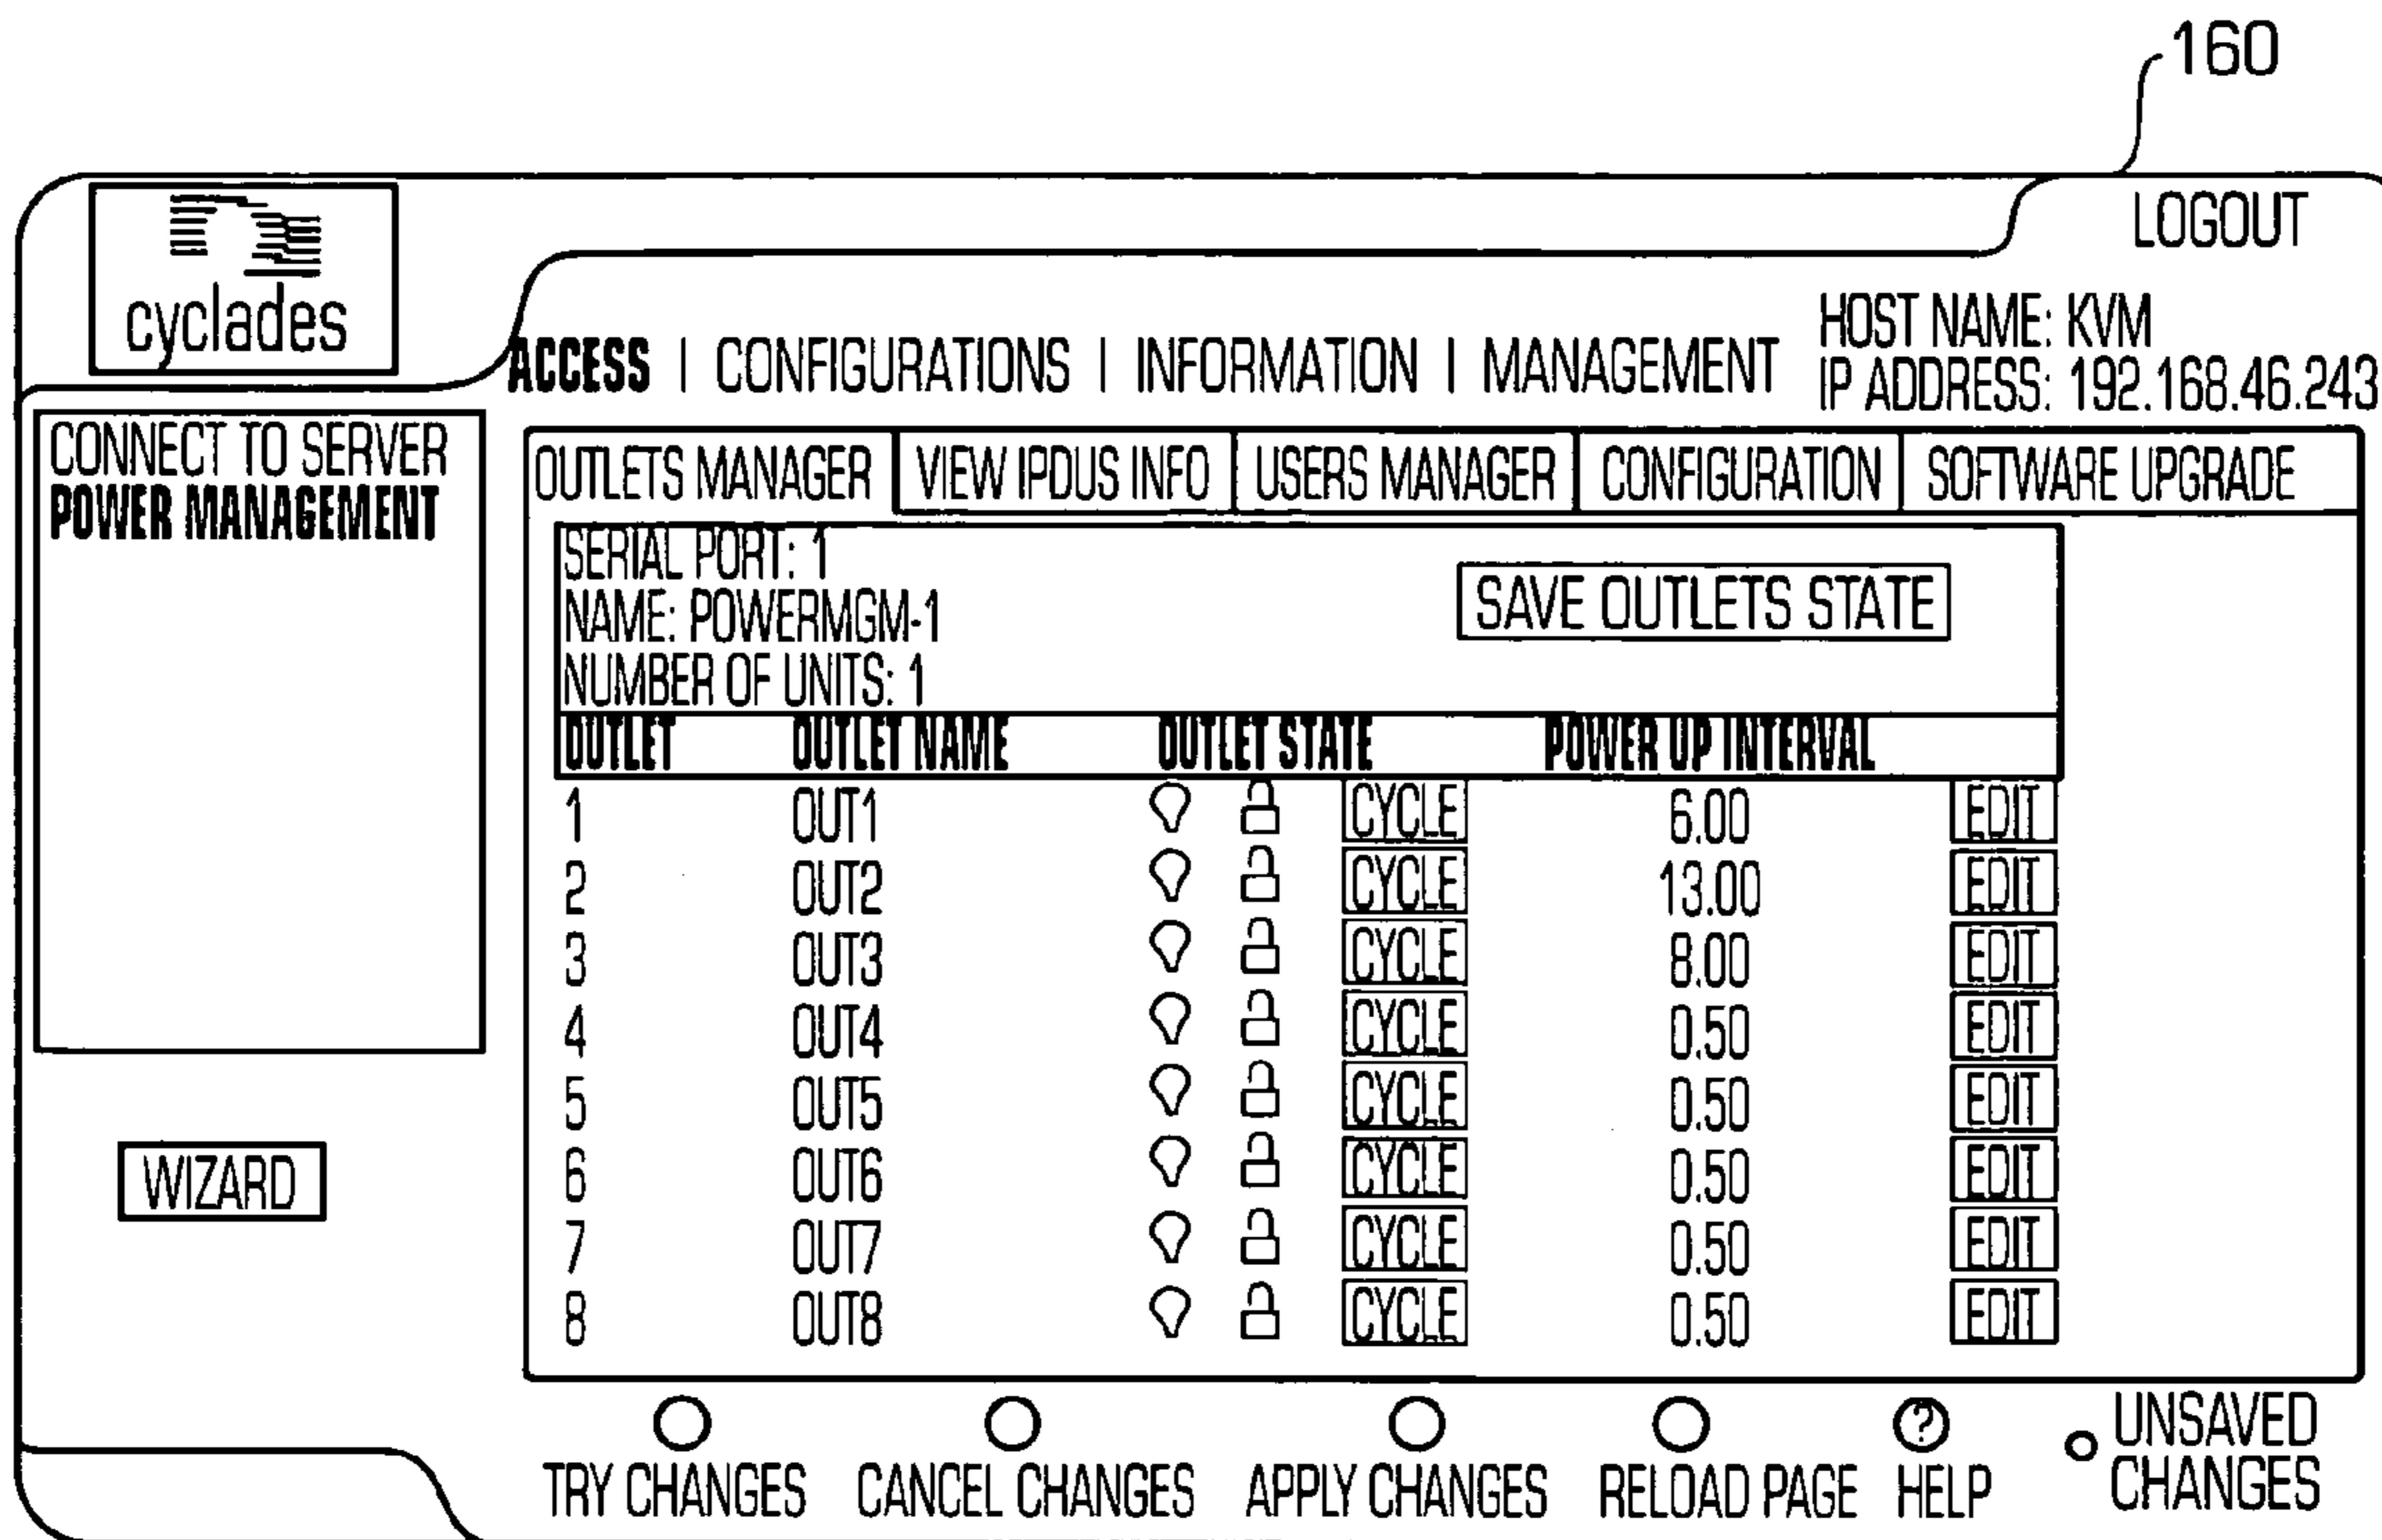 160
LOGOUT
cyclades
HOST NAME: KVM
IP ADDRESS: 192.168.46.243
ACCESS | CONFIGURATIONS | INFORMATION | MANAGEMENT
CONNECT TO SERVER
POWER MANAGEMENT
OUTLETS MANAGER VIEW IPDUS INFO USERS MANAGER CONFIGURATION SOFTWARE UPGRADE
SERIAL PORT: 1
NAME: POWERMGM-1
NUMBER OF UNITS: 1
SAVE OUTLETS STATE
OUTLET OUTLET NAME OUTLET STATE POWER UP INTERVAL
1 OUT1 CYCLE 6.00 EDIT
2 OUT2 CYCLE 13.00 EDIT
3 OUT3 CYCLE 8.00 EDIT
4 OUT4 CYCLE 0.50 EDIT
5 OUT5 CYCLE 0.50 EDIT
6 OUT6 CYCLE 0.50 EDIT
7 OUT7 CYCLE 0.50 EDIT
8 OUT8 CYCLE 0.50 EDIT
WIZARD
?
TRY CHANGES CANCEL CHANGES APPLY CHANGES RELOAD PAGE HELP
UNSAVED
CHANGES